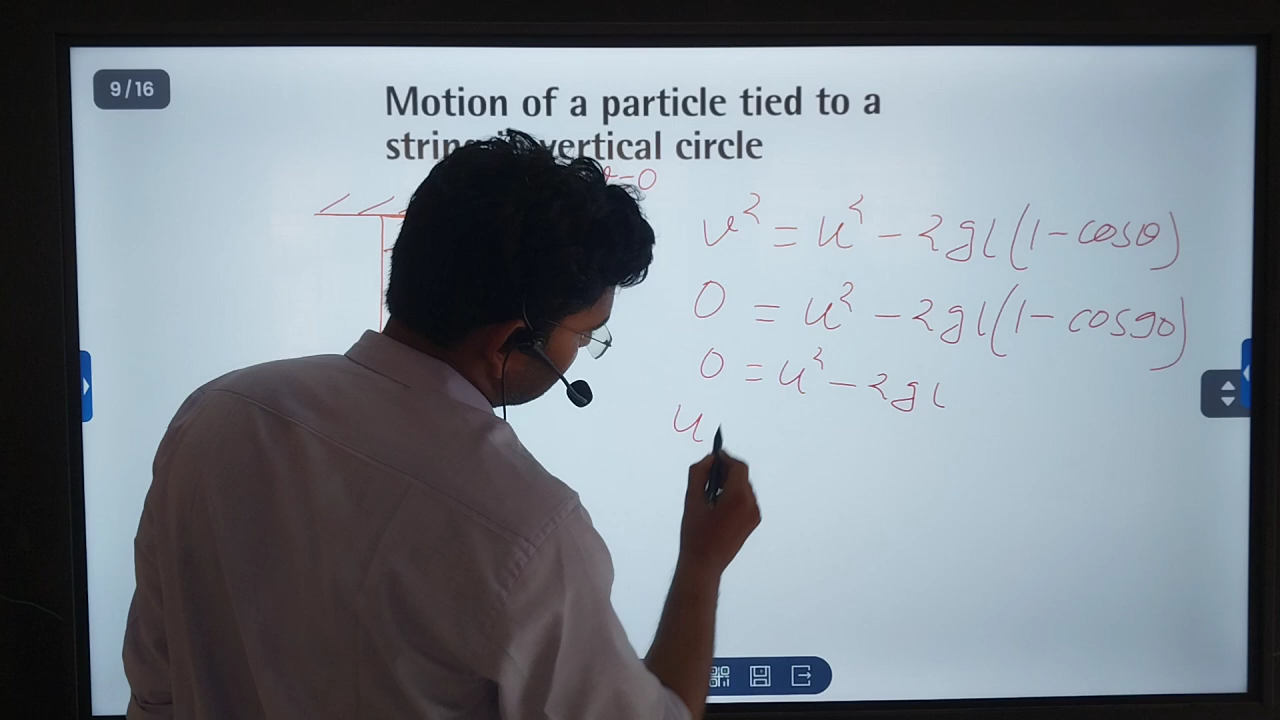 9/16
Motion of a particle tied to a
vertical circle
v² = u² - 2gl(1-cosθ)
0 = u² - 2gl(1-cos90)
0 = u² - 2gl
u